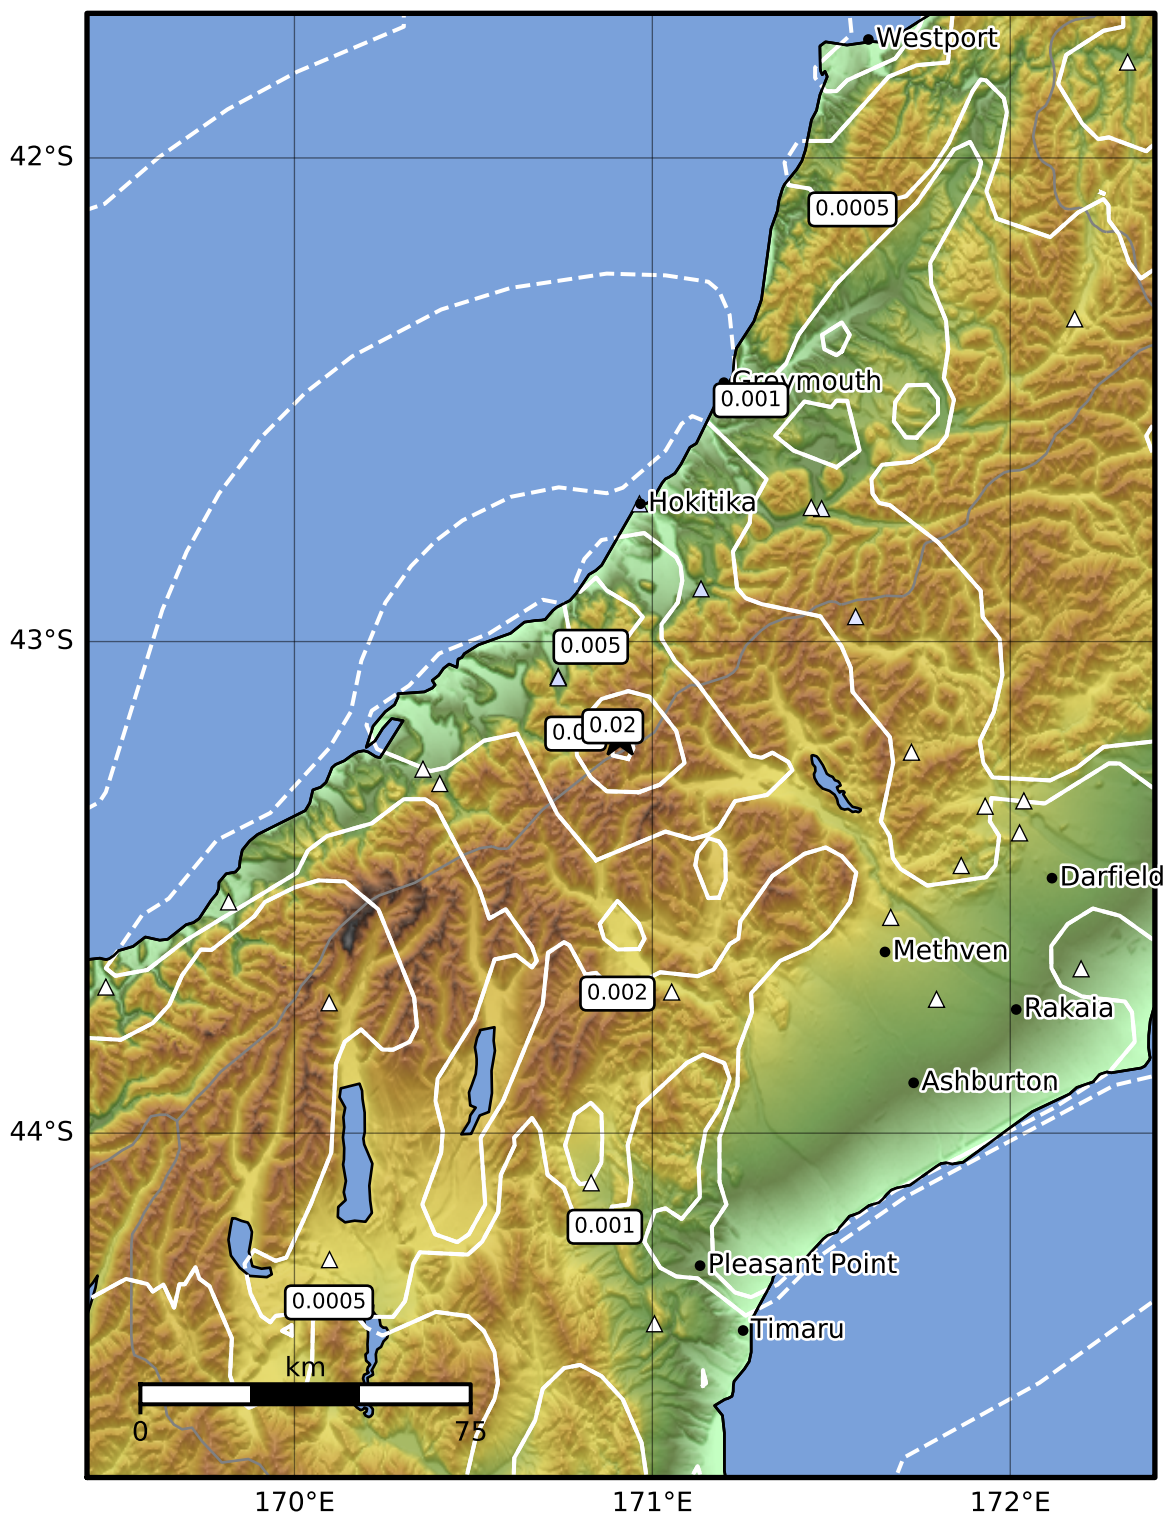 Westport
42°S
0.0005
Greymouth
0.001
Hokitika
43°S
0.005
0.02
Darfield
Methven
0.002
Rakaia
Ashburton
44°S
0.001
Pleasant Point
0.0005
Timaru
km
0 75
170°E 171°E 172°E